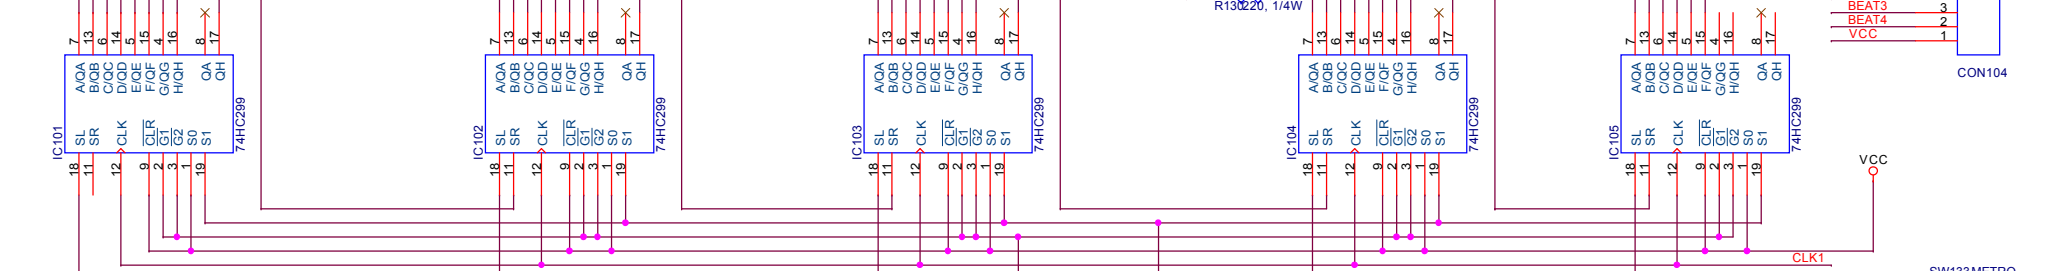 R130220, 1/4W
BEAT3 3
BEAT4 2
VCC 1
CON104
7 13 6 14 5 15 4 16 8 17
A/QA B/QB C/QC D/QD E/QE F/QF G/QG H/QH QA QH
SL SR CLK CLR G1 G2 S0 S1
IC101
74HC299
18 11 12 9 2 3 1 19
7 13 6 14 5 15 4 16 8 17
A/QA B/QB C/QC D/QD E/QE F/QF G/QG H/QH QA QH
SL SR CLK CLR G1 G2 S0 S1
IC102
74HC299
18 11 12 9 2 3 1 19
7 13 6 14 5 15 4 16 8 17
A/QA B/QB C/QC D/QD E/QE F/QF G/QG H/QH QA QH
SL SR CLK CLR G1 G2 S0 S1
IC103
74HC299
18 11 12 9 2 3 1 19
7 13 6 14 5 15 4 16 8 17
A/QA B/QB C/QC D/QD E/QE F/QF G/QG H/QH QA QH
SL SR CLK CLR G1 G2 S0 S1
IC104
74HC299
18 11 12 9 2 3 1 19
7 13 6 14 5 15 4 16 8 17
A/QA B/QB C/QC D/QD E/QE F/QF G/QG H/QH QA QH
SL SR CLK CLR G1 G2 S0 S1
IC105
74HC299
18 11 12 9 2 3 1 19
VCC
CLK1
SW133METRO